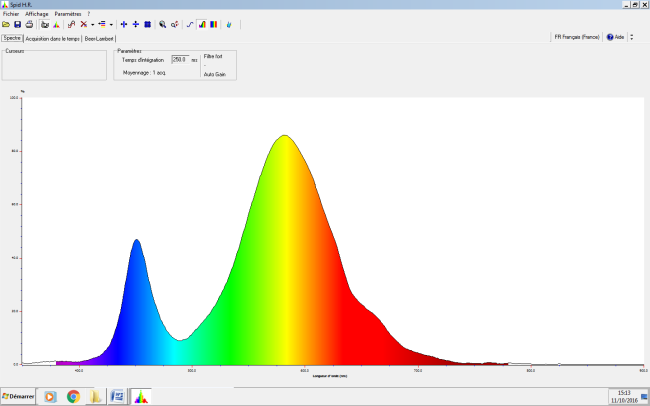 Spid H.R.
Fichier Affichage Paramètres ?
Spectre Acquisition dans le temps Beer-Lambert
FR Français (France) Aide
Curseurs
Paramètres
Temps d'intégration 250.0 ms
Moyennage : 1 acq.
Filtre fort
-
Auto Gain
%
100.0
80.0
60.0
40.0
20.0
0.0
400.0 500.0 600.0 700.0 800.0 900.0
Longueur d'onde (nm)
Démarrer
15:13
11/10/2016